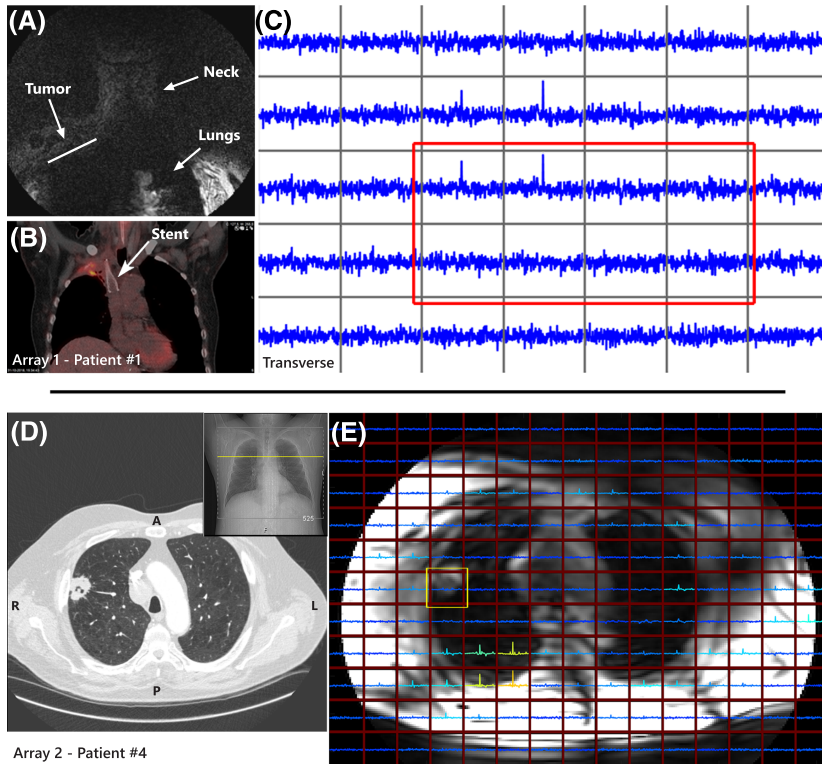 (A)
Neck
Tumor
Lungs
(B)
Stent
Array 1 - Patient #1
(C)
Transverse
(D)
525
A
R
L
P
Array 2 - Patient #4
(E)